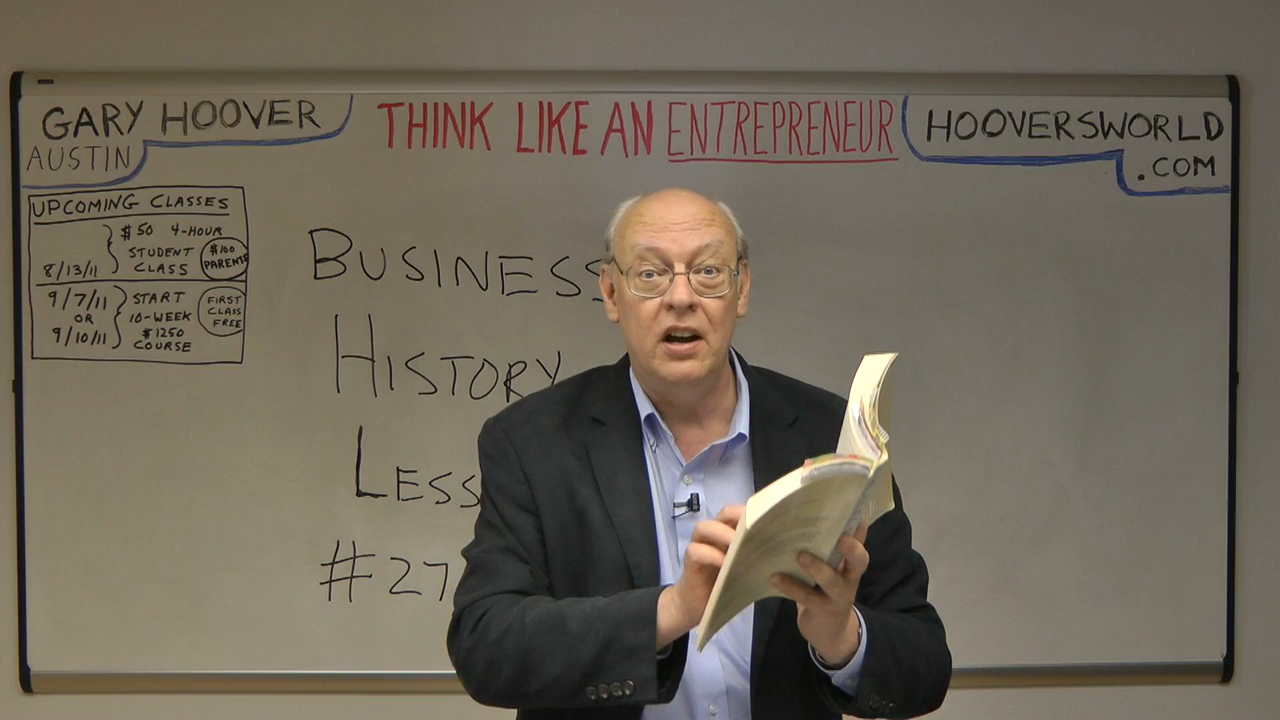 GARY HOOVER
AUSTIN
THINK LIKE AN ENTREPRENEUR
HOOVERSWORLD
.COM
UPCOMING CLASSES
8/13/11
$50 4-HOUR
STUDENT
CLASS
$100
PARENTS
9/7/11
OR
9/10/11
START
10-WEEK
$1250
COURSE
FIRST
CLASS
FREE
BUSINESS
HISTORY
LESS
#27